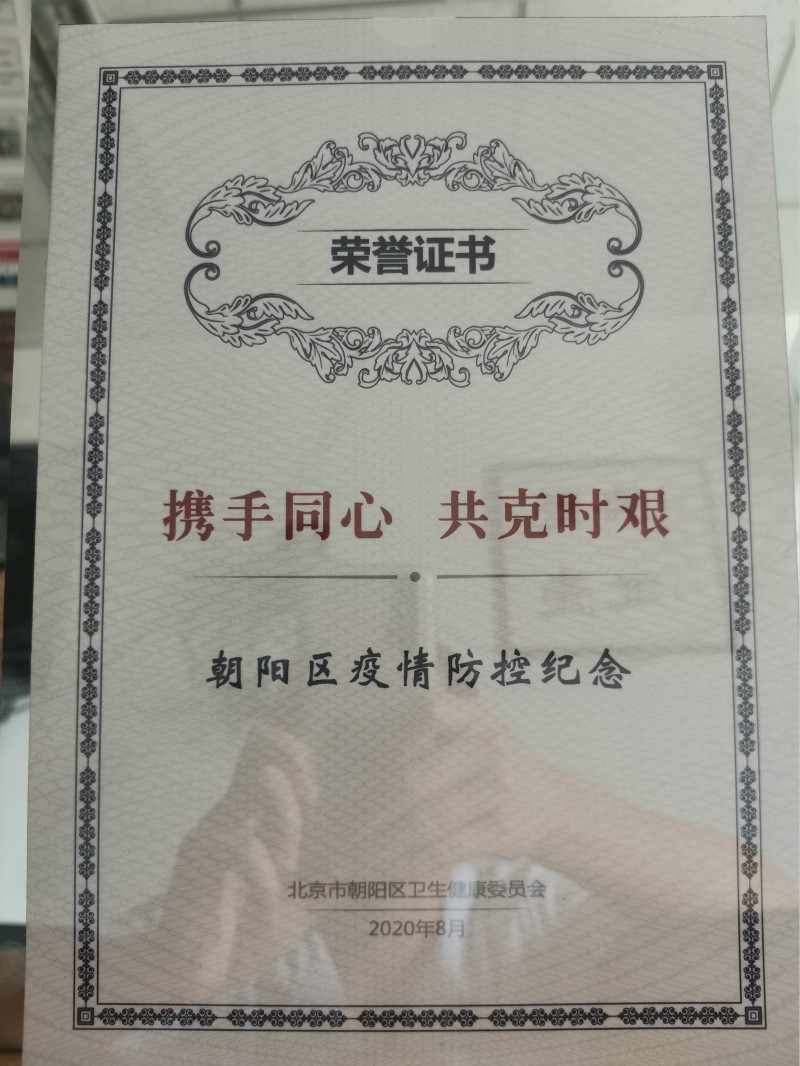 荣誉证书
携手同心 共克时艰
朝阳区疫情防控纪念
北京市朝阳区卫生健康委员会
2020年8月